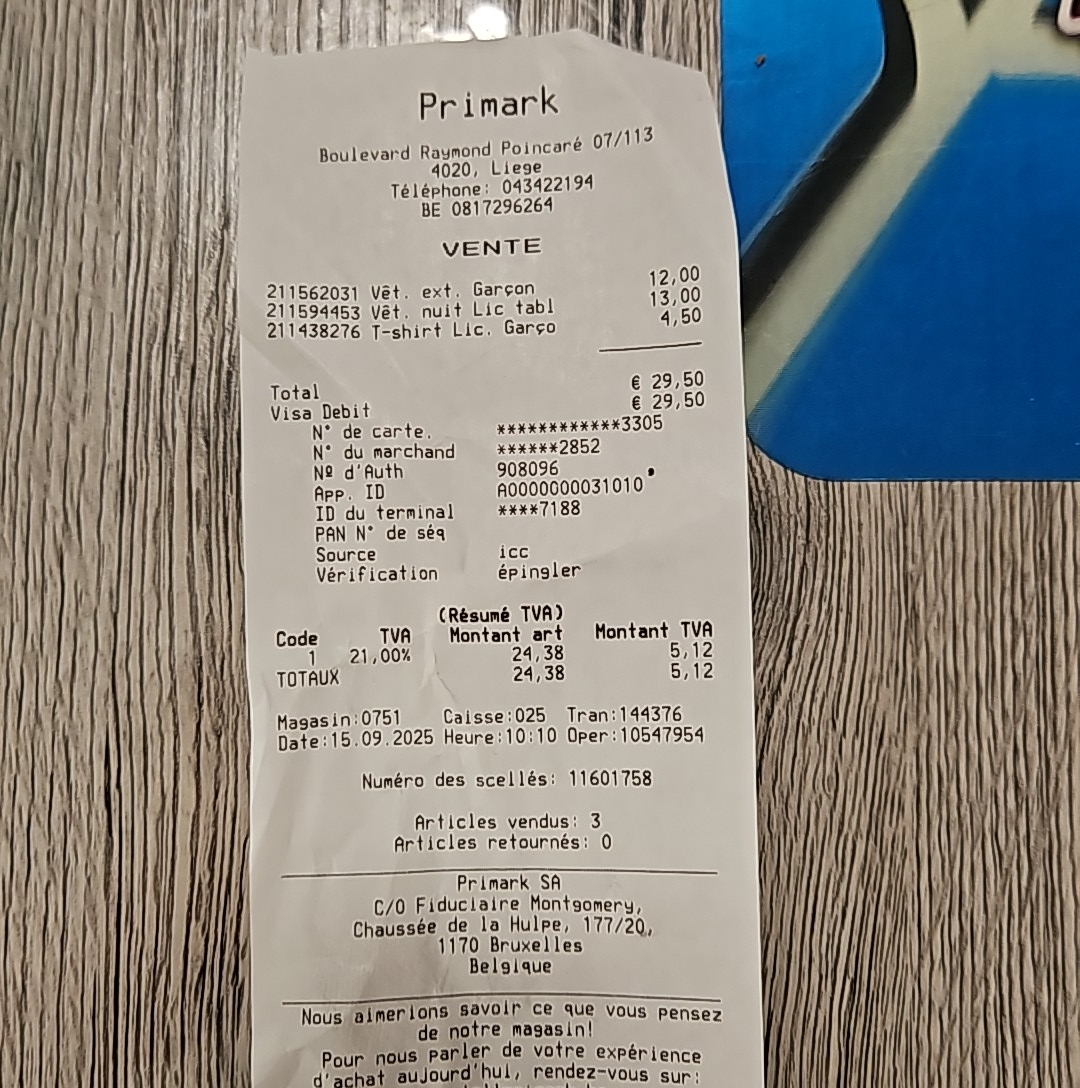 Primark
Boulevard Raymond Poincaré 07/113
4020, Liege
Téléphone: 043422194
BE 0817296264
VENTE
211562031 Vêt. ext. Garçon 12,00
211594453 Vêt. nuit Lic tabl 13,00
211438276 T-shirt Lic. Garço 4,50
Total € 29,50
Visa Debit € 29,50
N° de carte. ************3305
N° du marchand ******2852
Nº d'Auth 908096
App. ID A0000000031010
ID du terminal ****7188
PAN N° de séq
Source icc
Vérification épingler
(Résumé TVA)
Code TVA Montant art Montant TVA
1 21,00% 24,38 5,12
TOTAUX 24,38 5,12
Magasin:0751 Caisse:025 Tran:144376
Date:15.09.2025 Heure:10:10 Oper:10547954
Numéro des scellés: 11601758
Articles vendus: 3
Articles retournés: 0
Primark SA
C/O Fiduciaire Montgomery,
Chaussée de la Hulpe, 177/20,
1170 Bruxelles
Belgique
Nous aimerions savoir ce que vous pensez
de notre magasin!
Pour nous parler de votre expérience
d'achat aujourd'hui, rendez-vous sur: